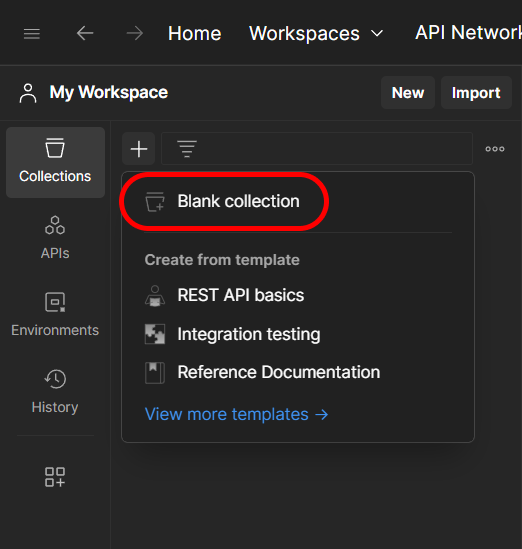 Home Workspaces API Network
My Workspace New Import
Collections
Blank collection
APIs
Create from template
REST API basics
Environments
Integration testing
History
Reference Documentation
View more templates →